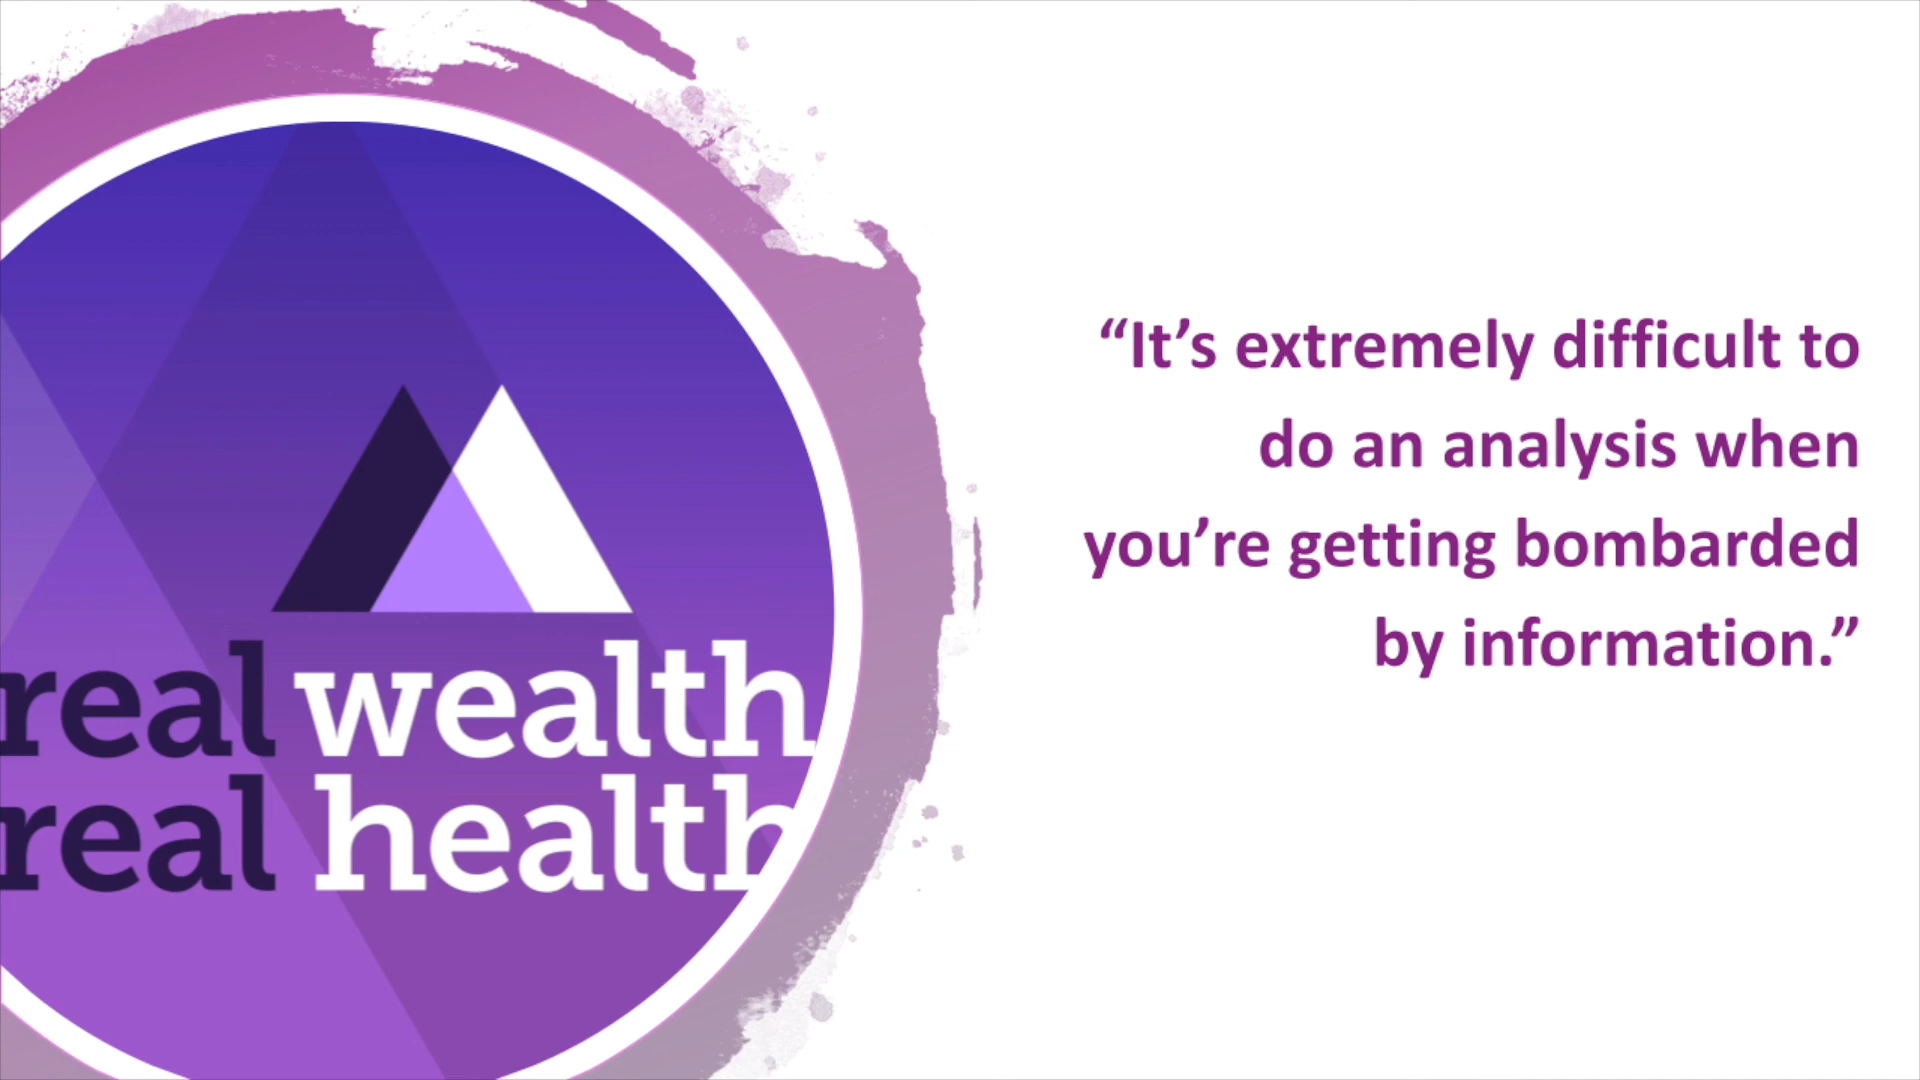 real wealth
real health
“It’s extremely difficult to
do an analysis when
you’re getting bombarded
by information.”